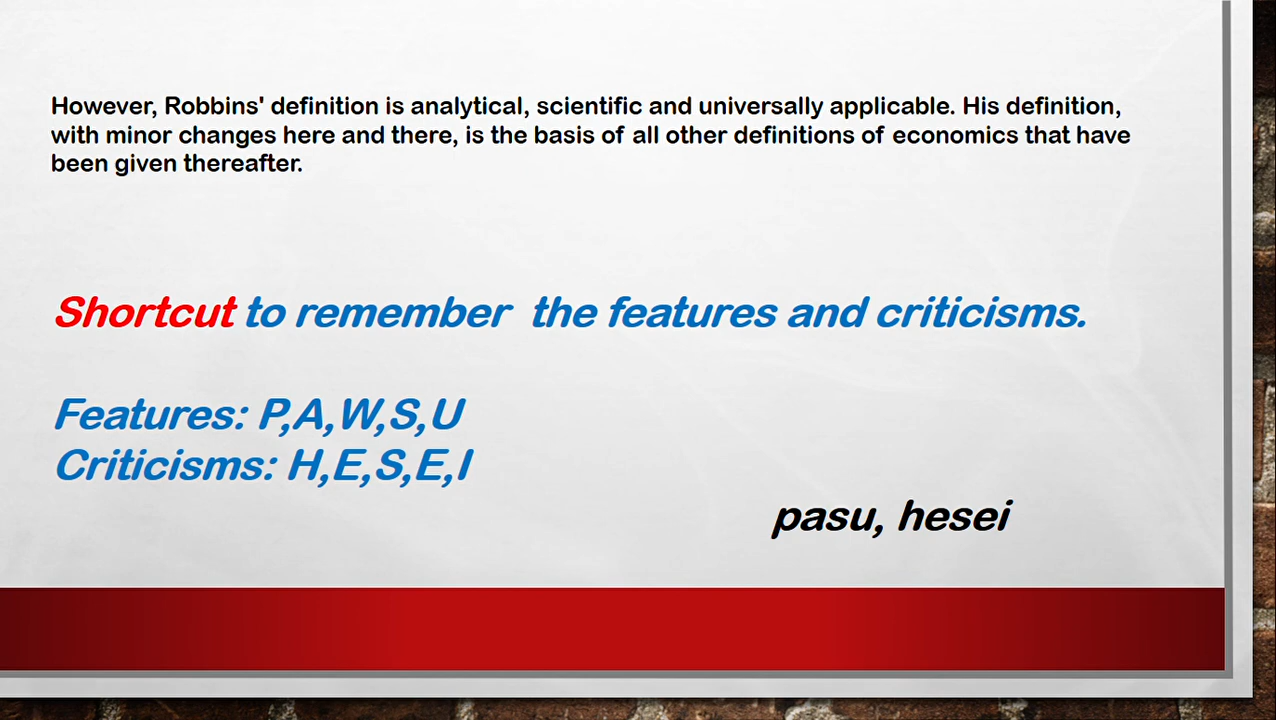 However, Robbins' definition is analytical, scientific and universally applicable. His definition,
with minor changes here and there, is the basis of all other definitions of economics that have
been given thereafter.
Shortcut to remember the features and criticisms.
Features: P,A,W,S,U
Criticisms: H,E,S,E,I
pasu, hesei